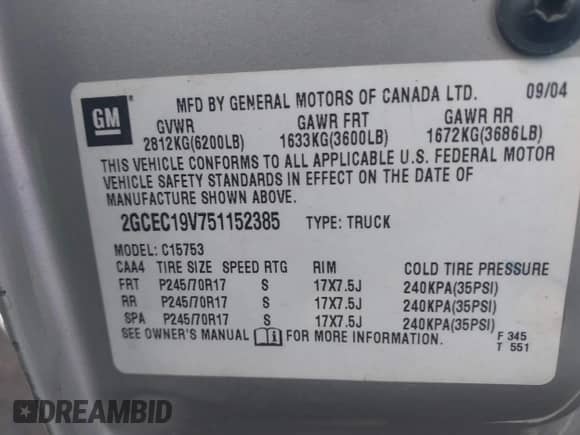 GM ®
MFD BY GENERAL MOTORS OF CANADA LTD. 09/04
GVWR GAWR FRT GAWR RR
2812KG(6200LB) 1633KG(3600LB) 1672KG(3686LB)
THIS VEHICLE CONFORMS TO ALL APPLICABLE U.S. FEDERAL MOTOR
VEHICLE SAFETY STANDARDS IN EFFECT ON THE DATE OF
MANUFACTURE SHOWN ABOVE.
2GCEC19V751152385 TYPE: TRUCK
MODEL: C15753
CAA4 TIRE SIZE SPEED RTG RIM COLD TIRE PRESSURE
FRT P245/70R17 S 17X7.5J 240KPA(35PSI)
RR P245/70R17 S 17X7.5J 240KPA(35PSI)
SPA P245/70R17 S 17X7.5J 240KPA(35PSI)
SEE OWNER'S MANUAL i FOR MORE INFORMATION. F 345
T 551
DREAMBID